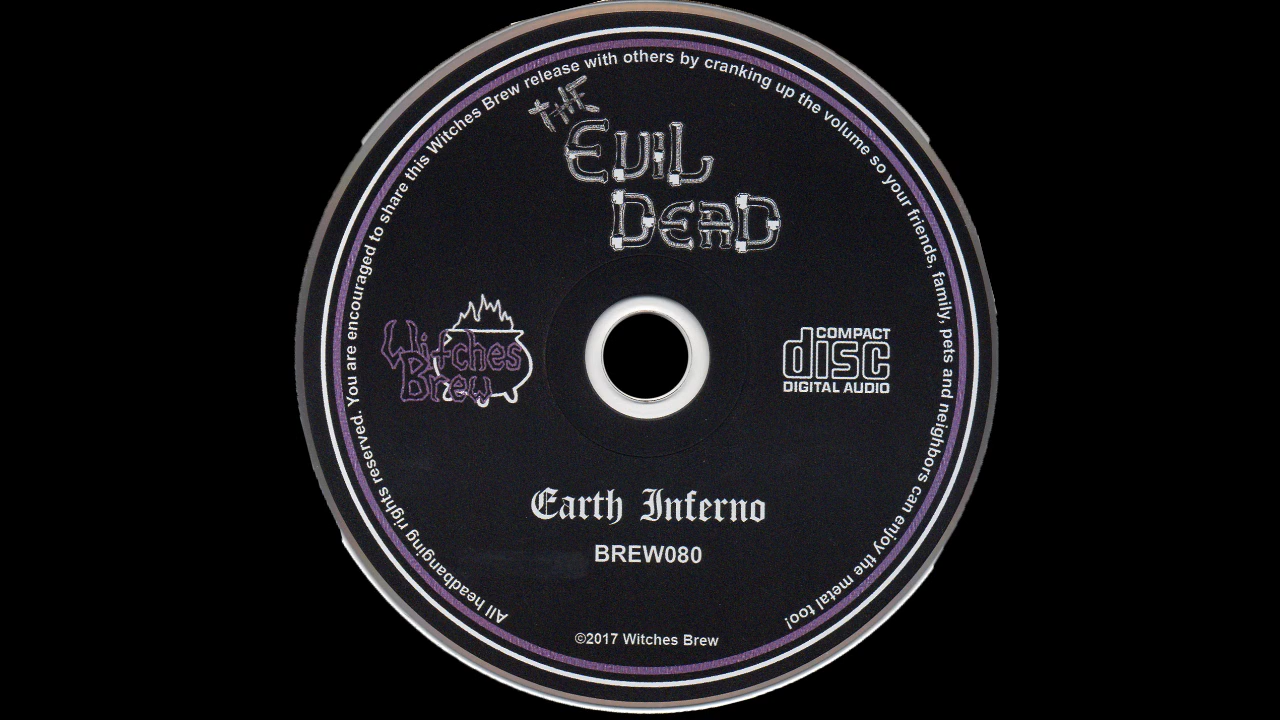 All headbanging rights reserved. You are encouraged to share this Witches Brew release with others by cranking up the volume so your friends, family, pets and neighbors can enjoy the metal too!
THE
EVIL
DEAD
Witches
Brew
COMPACT
disc
DIGITAL AUDIO
Earth Inferno
BREW080
©2017 Witches Brew